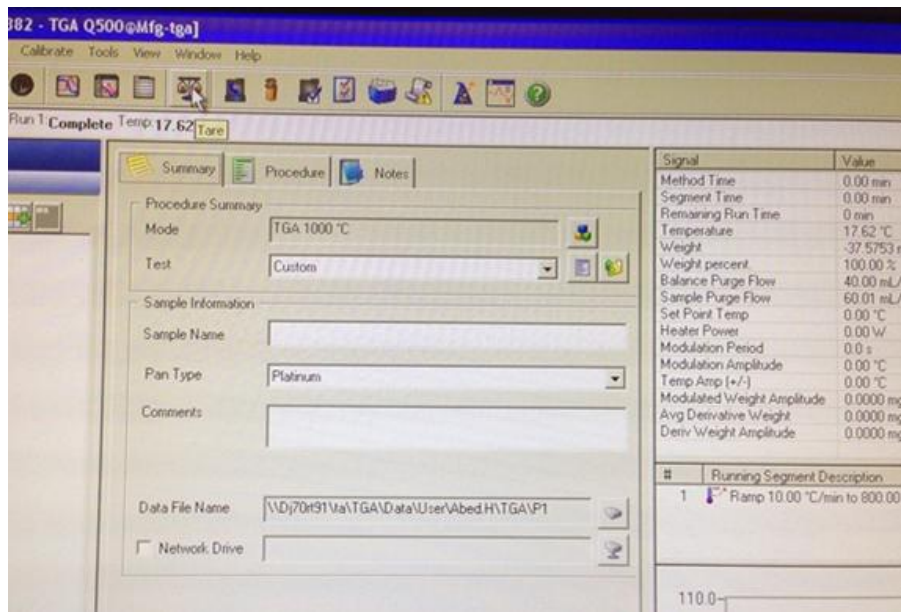 382 - TGA Q500@Mfg-tga]
Calibrate Tools View Window Help
Run 1 Complete Temp: 17.62
Tare
Summary Procedure Notes
Procedure Summary
Mode TGA 1000 °C
Test Custom
Sample Information
Sample Name
Pan Type Platinum
Comments
Data File Name \\Dj70rt91\ta\TGA\Data\User\Abed.H\TGA\P1
Network Drive
Signal Value
Method Time 0.00 min
Segment Time 0.00 min
Remaining Run Time 0 min
Temperature 17.62 °C
Weight -37.5753
Weight percent 100.00 %
Balance Purge Flow 40.00 mL/
Sample Purge Flow 60.01 mL/
Set Point Temp 0.00 °C
Heater Power 0.00 W
Modulation Period 0.0 s
Modulation Amplitude 0.00 °C
Temp Amp (+/-) 0.00 °C
Modulated Weight Amplitude 0.0000 mg
Avg Derivative Weight 0.0000 mg
Deriv Weight Amplitude 0.0000 mg
# Running Segment Description
1 Ramp 10.00 °C/min to 800.00
110.0